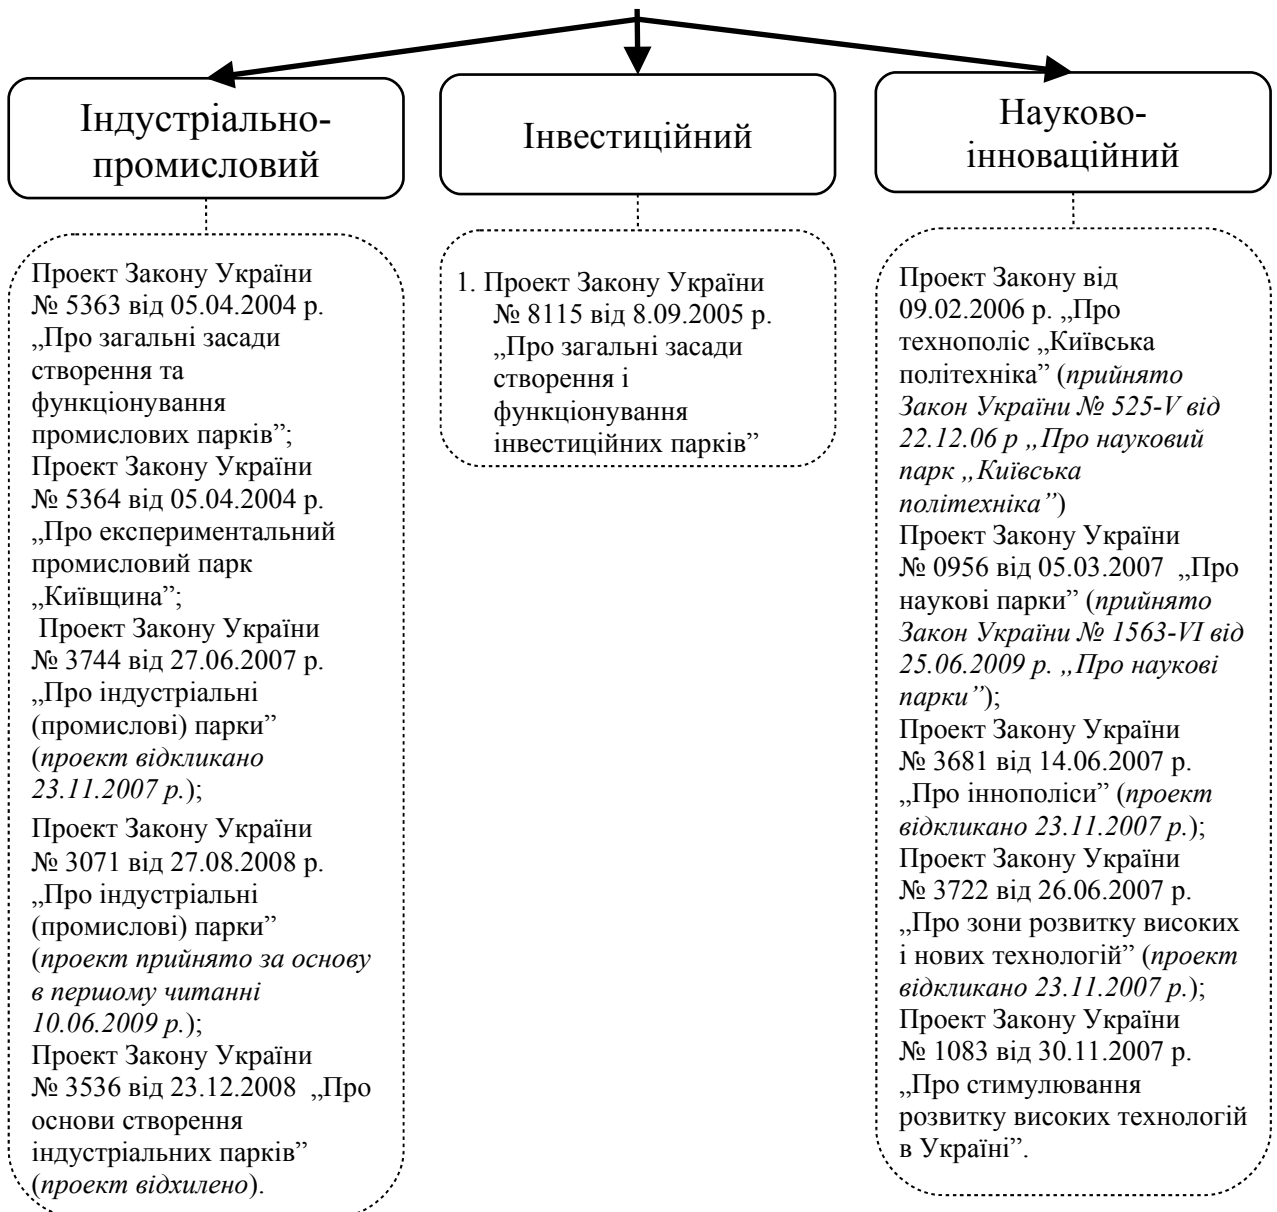 Індустріально-
промисловий
Інвестиційний
Науково-
інноваційний
Проект Закону України
№ 5363 від 05.04.2004 р.
„Про загальні засади
створення та
функціонування
промислових парків”;
Проект Закону України
№ 5364 від 05.04.2004 р.
„Про експериментальний
промисловий парк
„Київщина”;
Проект Закону України
№ 3744 від 27.06.2007 р.
„Про індустріальні
(промислові) парки”
(проект відкликано
23.11.2007 р.);
Проект Закону України
№ 3071 від 27.08.2008 р.
„Про індустріальні
(промислові) парки”
(проект прийнято за основу
в першому читанні
10.06.2009 р.);
Проект Закону України
№ 3536 від 23.12.2008 „Про
основи створення
індустріальних парків”
(проект відхилено).
1. Проект Закону України
№ 8115 від 8.09.2005 р.
„Про загальні засади
створення і
функціонування
інвестиційних парків”
Проект Закону від
09.02.2006 р. „Про
технополіс „Київська
політехніка” (прийнято
Закон України № 525-V від
22.12.06 р „Про науковий
парк „Київська
політехніка”)
Проект Закону України
№ 0956 від 05.03.2007 „Про
наукові парки” (прийнято
Закон України № 1563-VI від
25.06.2009 р. „Про наукові
парки”);
Проект Закону України
№ 3681 від 14.06.2007 р.
„Про іннополіси” (проект
відкликано 23.11.2007 р.);
Проект Закону України
№ 3722 від 26.06.2007 р.
„Про зони розвитку високих
і нових технологій” (проект
відкликано 23.11.2007 р.);
Проект Закону України
№ 1083 від 30.11.2007 р.
„Про стимулювання
розвитку високих технологій
в Україні”.